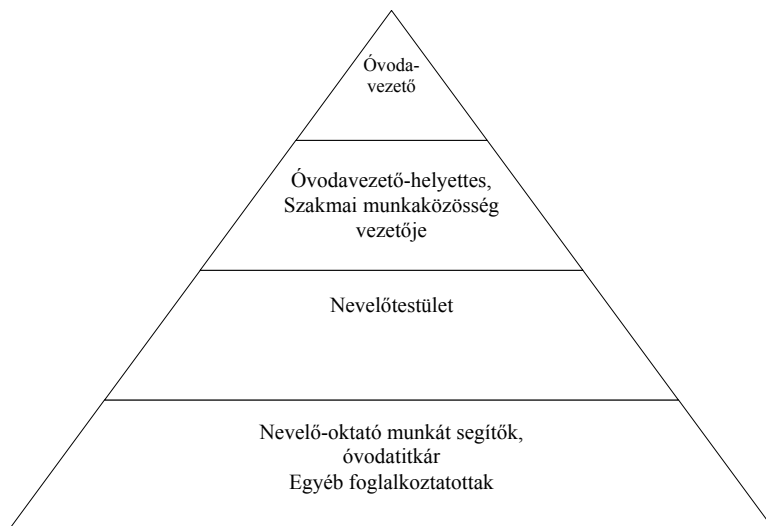 Óvoda-
vezető
Óvodavezető-helyettes,
Szakmai munkaközösség
vezetője
Nevelőtestület
Nevelő-oktató munkát segítők,
óvodatitkár
Egyéb foglalkoztatottak